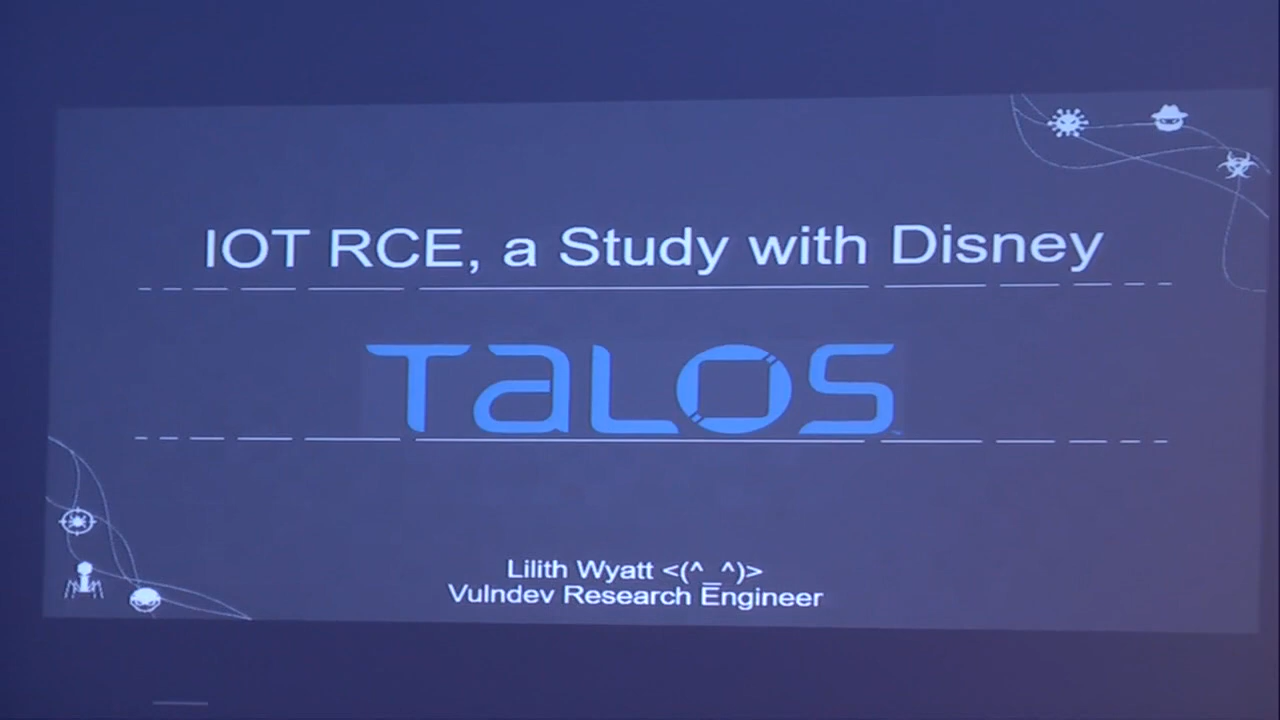 IOT RCE, a Study with Disney
TALOS
Lilith Wyatt <(^_^)>
Vulndev Research Engineer